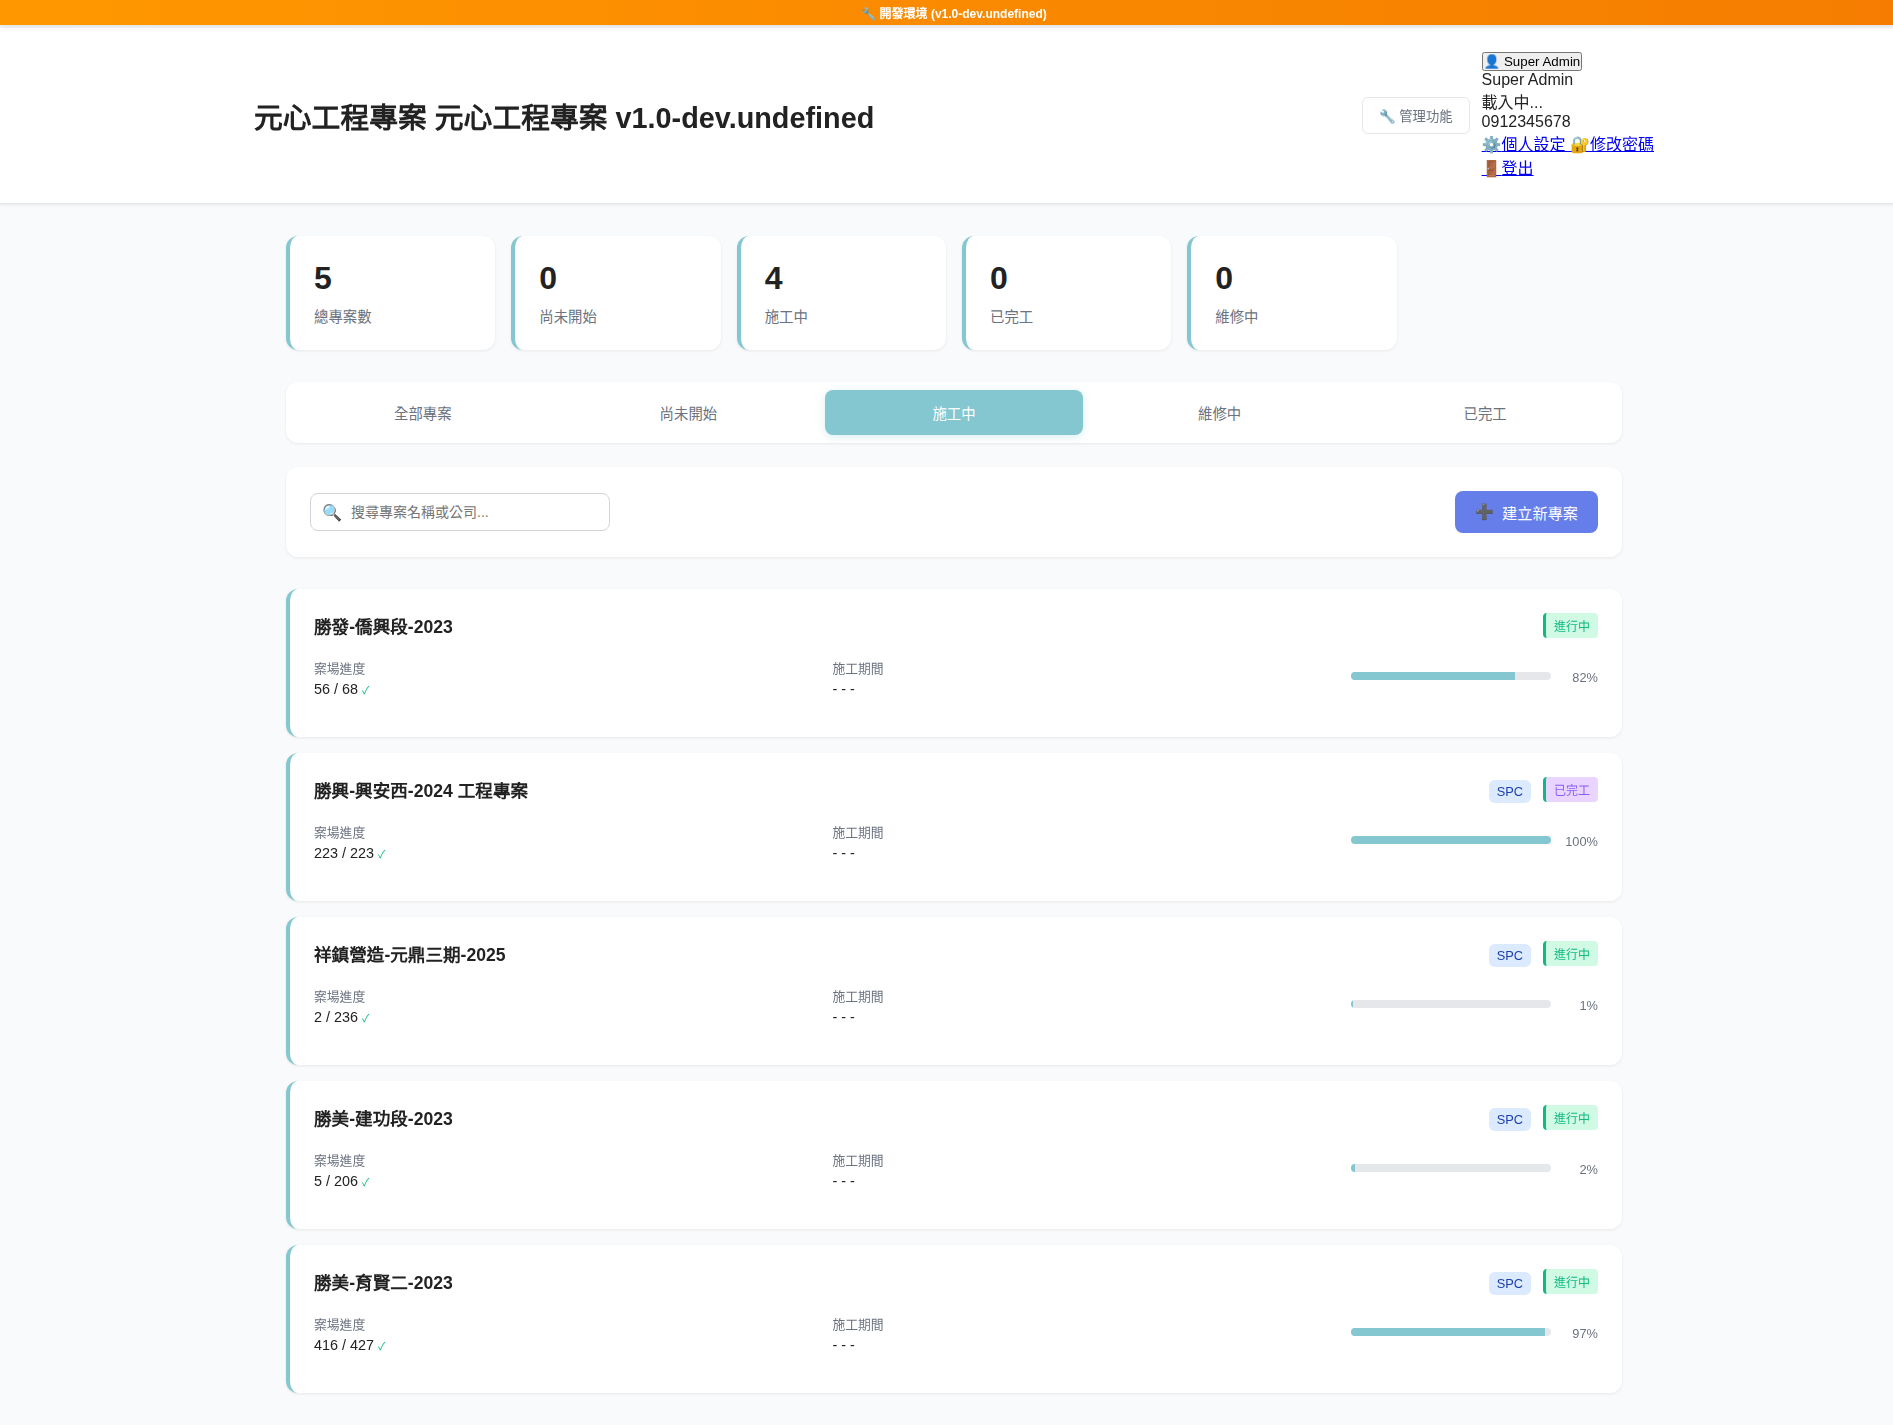 🔧 開發環境 (v1.0-dev.undefined)
元心工程專案 元心工程專案 v1.0-dev.undefined
🔧 管理功能
👤 Super Admin
Super Admin
載入中...
0912345678
⚙️個人設定 🔐修改密碼
🚪登出
5
總專案數
0
尚未開始
4
施工中
0
已完工
0
維修中
全部專案 尚未開始 施工中 維修中 已完工
🔍 搜尋專案名稱或公司...
➕ 建立新專案
勝發-僑興段-2023
進行中
案場進度
56 / 68 ✓
施工期間
- - -
82%
勝興-興安西-2024 工程專案
SPC 已完工
案場進度
223 / 223 ✓
施工期間
- - -
100%
祥鎮營造-元鼎三期-2025
SPC 進行中
案場進度
2 / 236 ✓
施工期間
- - -
1%
勝美-建功段-2023
SPC 進行中
案場進度
5 / 206 ✓
施工期間
- - -
2%
勝美-育賢二-2023
SPC 進行中
案場進度
416 / 427 ✓
施工期間
- - -
97%